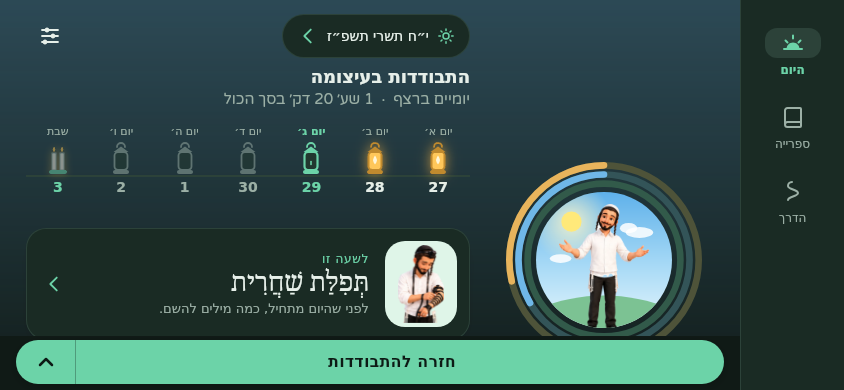 היום
ספרייה
הדרך
י״ח תשרי תשפ״ז
התבודדות בעיצומה
יומיים ברצף · 1 שע׳ 20 דק׳ בסך הכול
יום א׳ יום ב׳ יום ג׳ יום ד׳ יום ה׳ יום ו׳ שבת
27 28 29 30 1 2 3
לשעה זו
תְּפִלַּת שַׁחֲרִית
לפני שהיום מתחיל, כמה מילים להשם.
חזרה להתבודדות